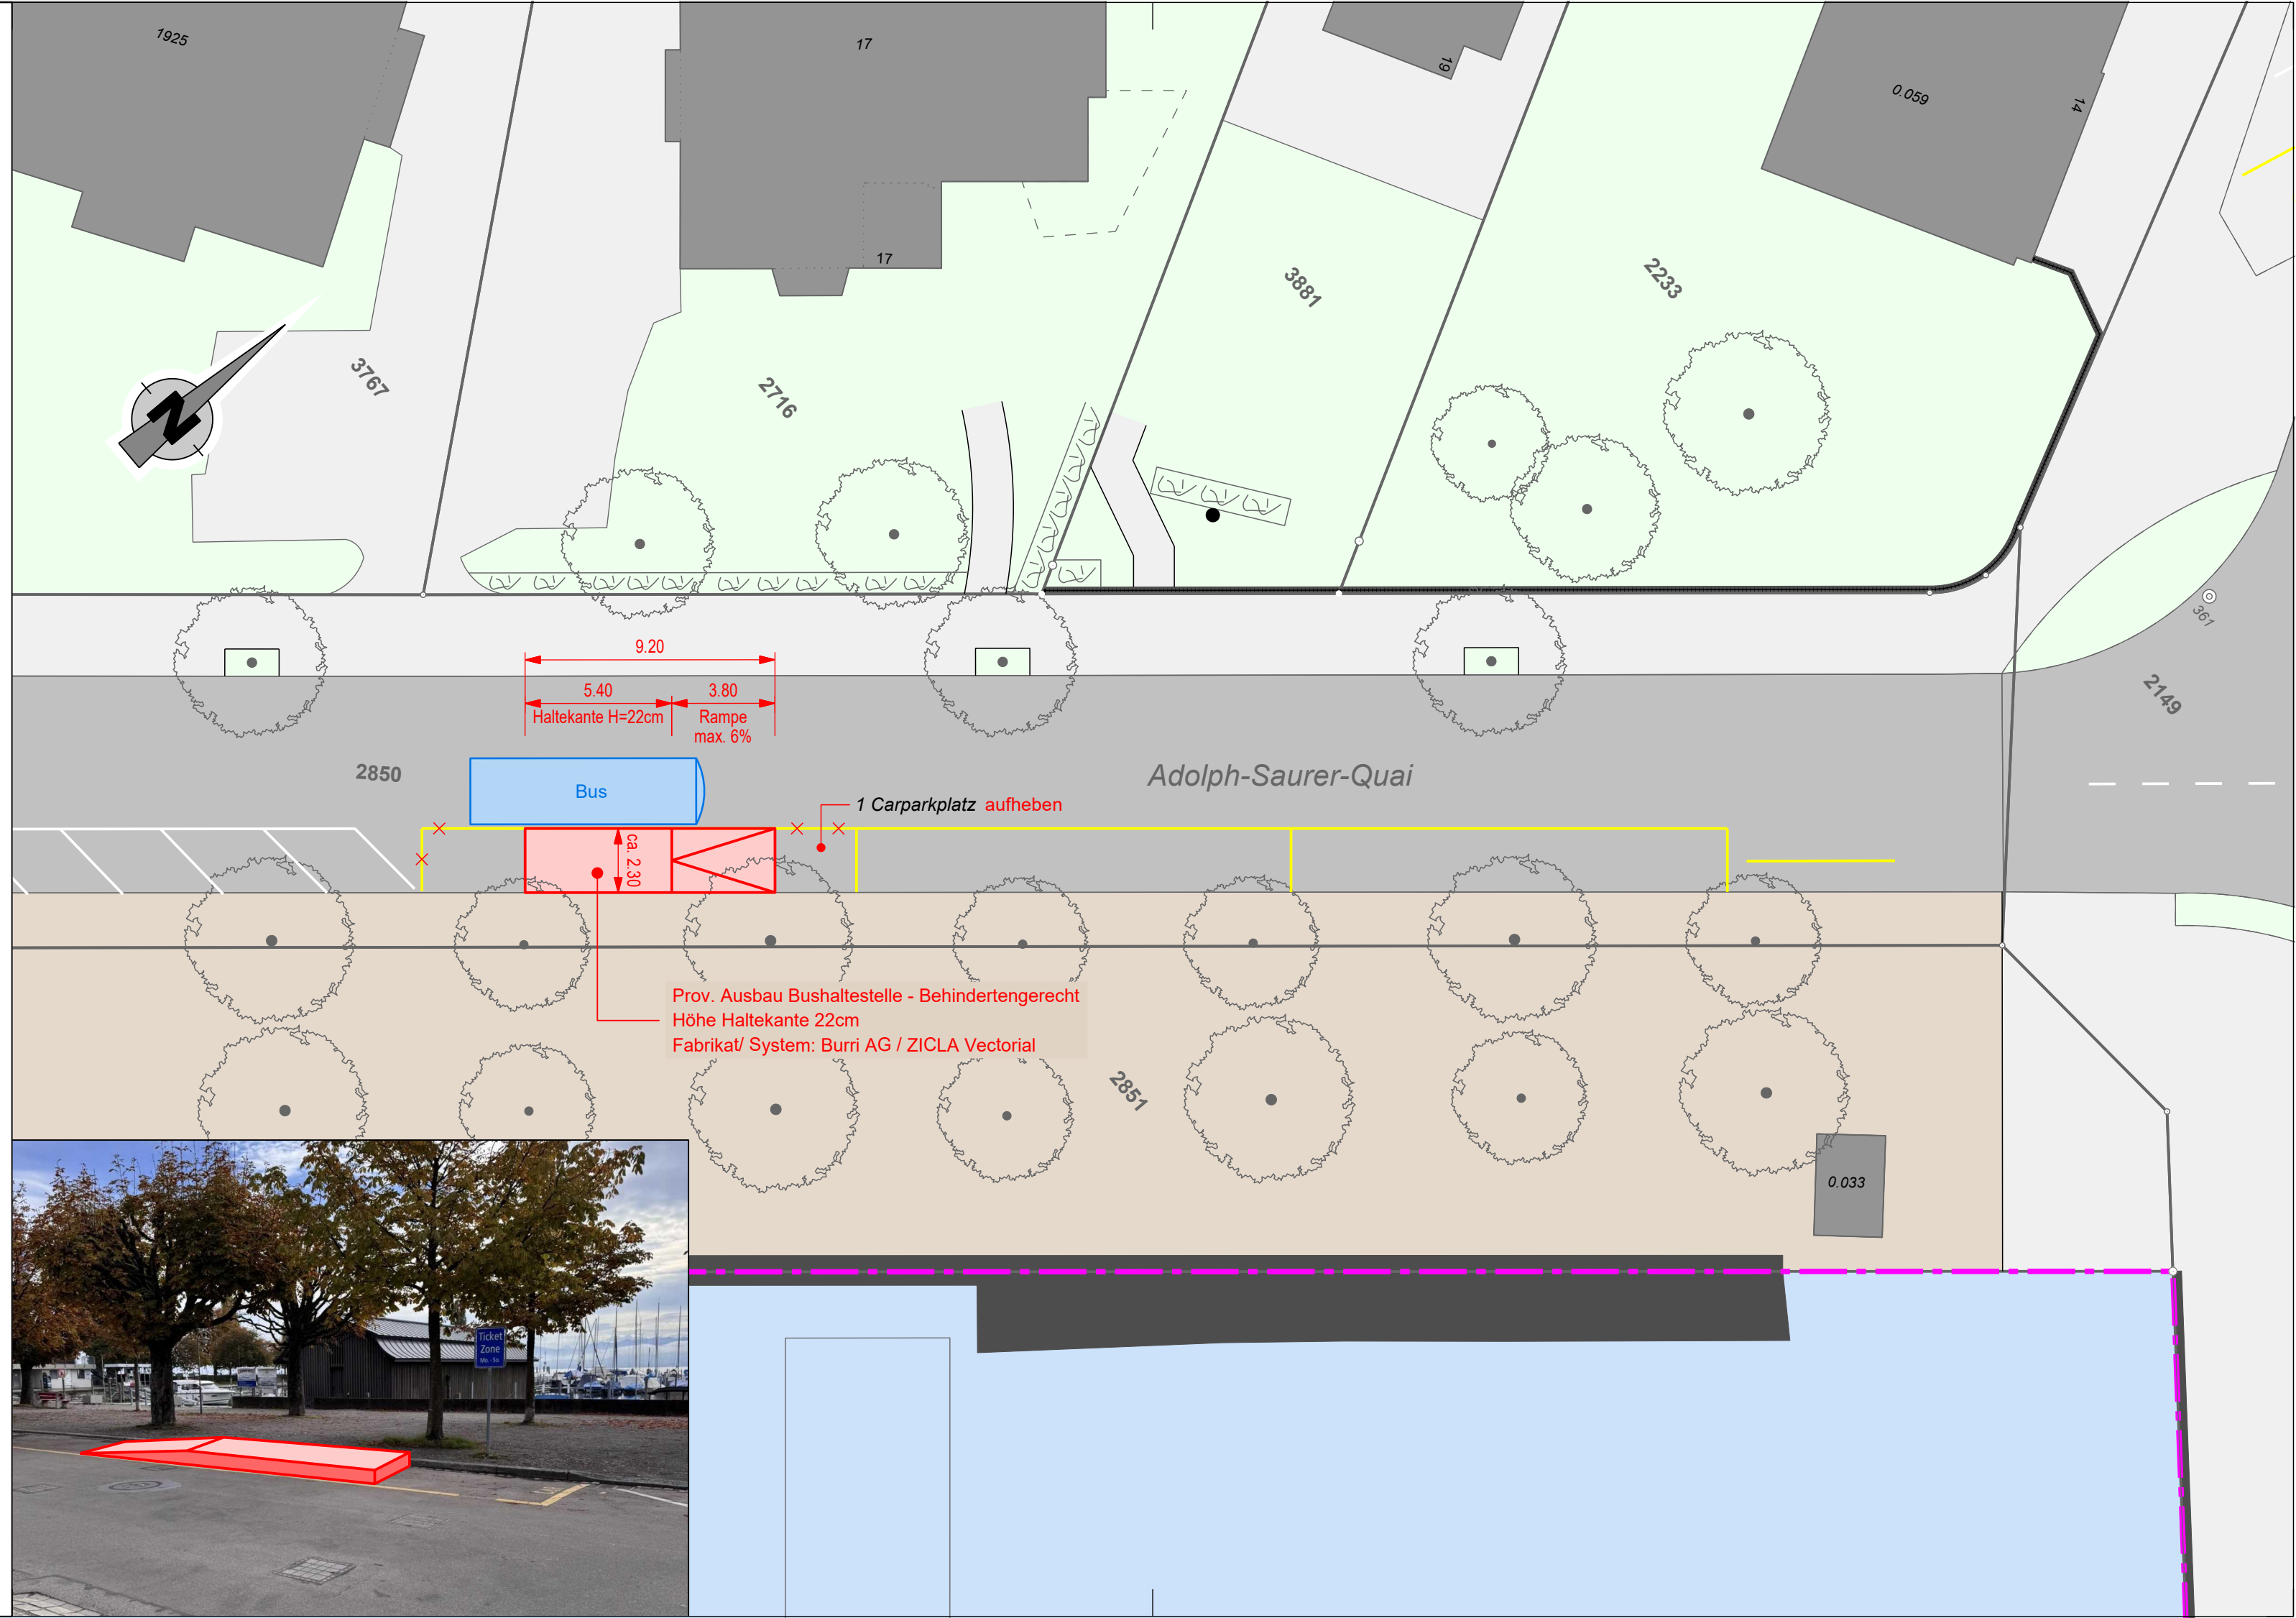 1925
17
19
0.059
14
17
3881
2233
3767
2716
N
361
9.20
5.40
3.80
Haltekante H=22cm
Rampe
max. 6%
2149
2850
Bus
Adolph-Saurer-Quai
1 Carparkplatz aufheben
ca. 2.30
Prov. Ausbau Bushaltestelle - Behindertengerecht
Höhe Haltekante 22cm
Fabrikat/ System: Burri AG / ZICLA Vectorial
2851
0.033
Ticket
Zone
Mo. - So.